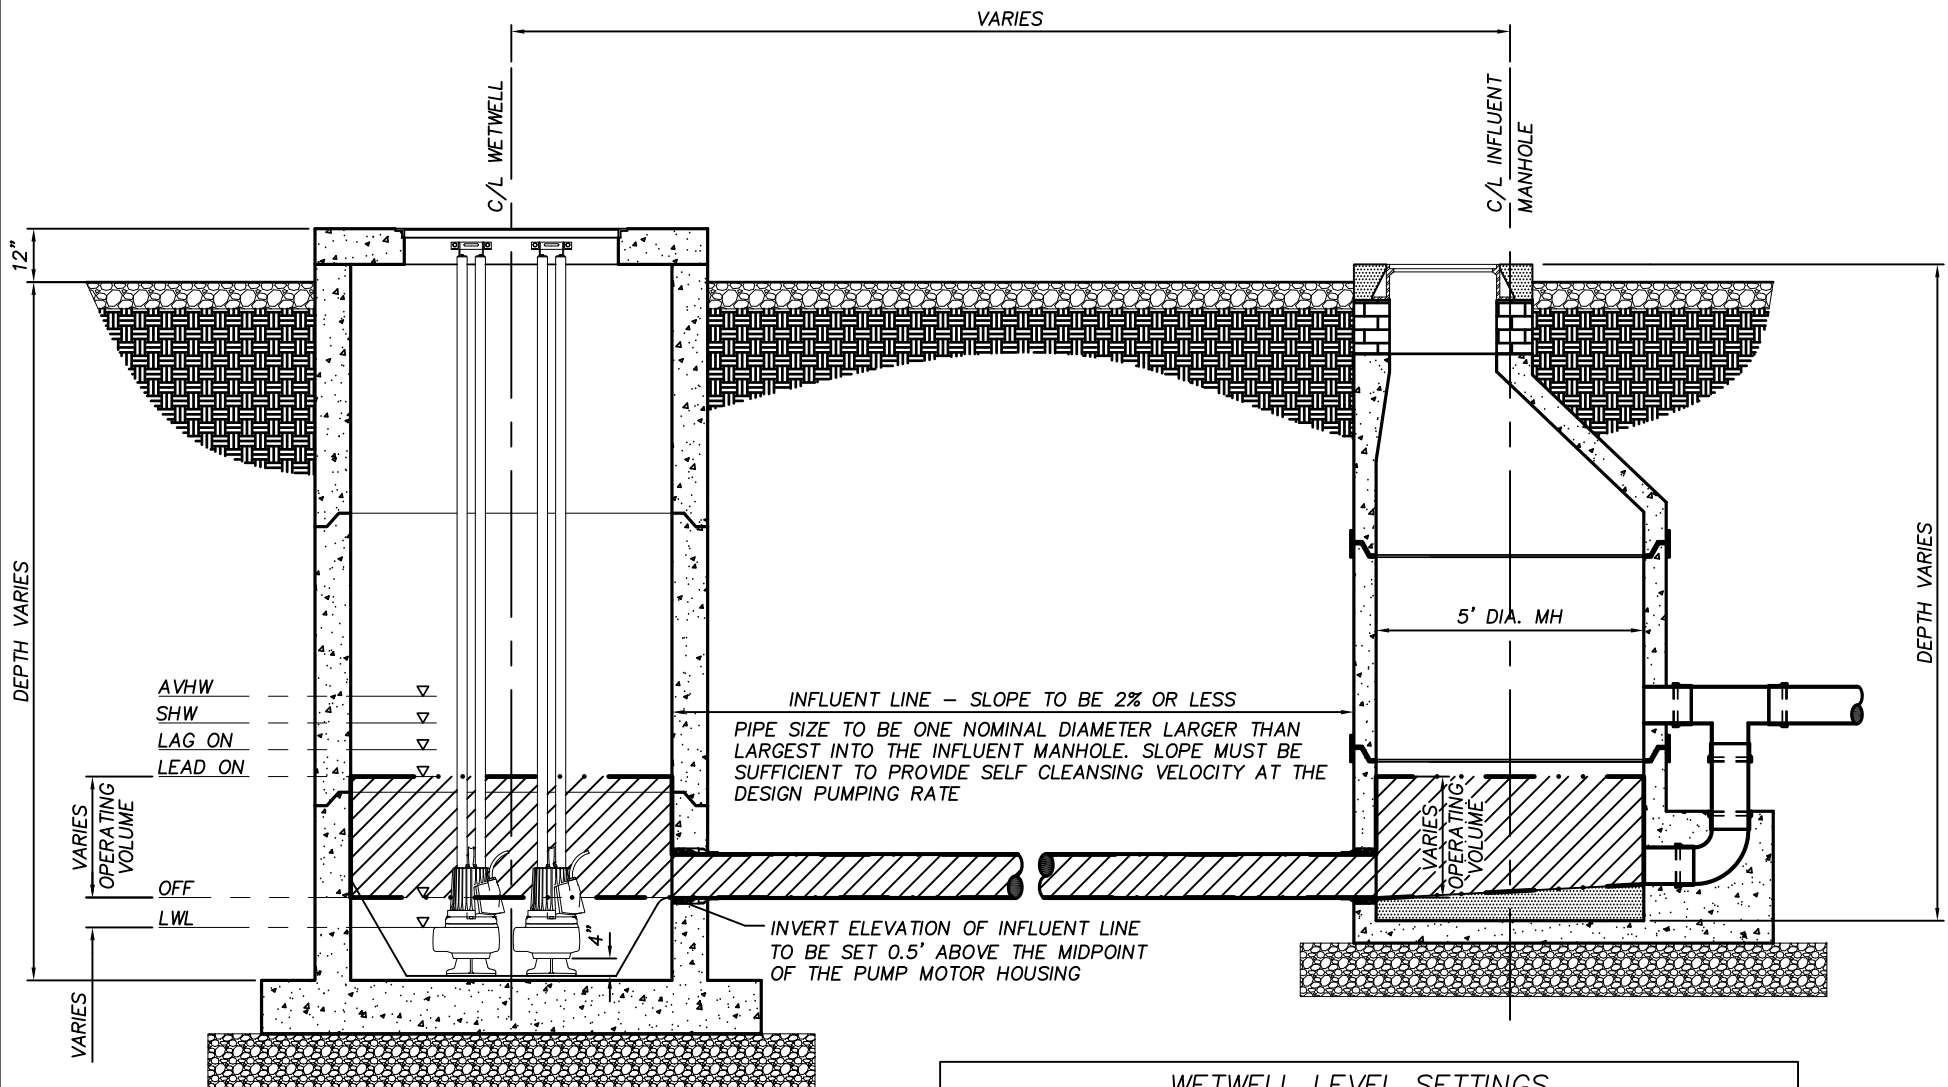 VARIES
C/L WETWELL
C/L INFLUENT
MANHOLE
12"
DEPTH VARIES
DEPTH VARIES
5' DIA. MH
AVHW
SHW
LAG ON
LEAD ON
INFLUENT LINE – SLOPE TO BE 2% OR LESS
PIPE SIZE TO BE ONE NOMINAL DIAMETER LARGER THAN
LARGEST INTO THE INFLUENT MANHOLE. SLOPE MUST BE
SUFFICIENT TO PROVIDE SELF CLEANSING VELOCITY AT THE
DESIGN PUMPING RATE
VARIES
OPERATING
VOLUME
VARIES
OPERATING
VOLUME
OFF
LWL
4"
INVERT ELEVATION OF INFLUENT LINE
TO BE SET 0.5' ABOVE THE MIDPOINT
OF THE PUMP MOTOR HOUSING
VARIES
WETWELL LEVEL SETTINGS